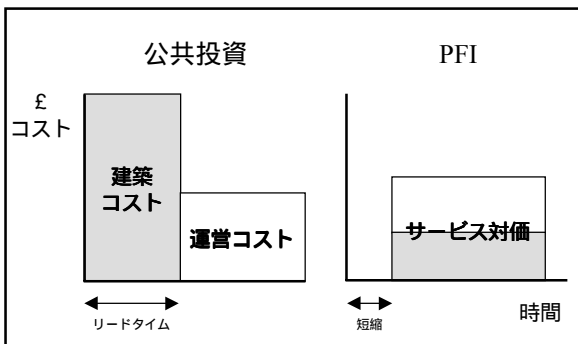 公共投資
PFI
£
コスト
建築
コスト
運営コスト
サービス対価
リードタイム
短縮
時間